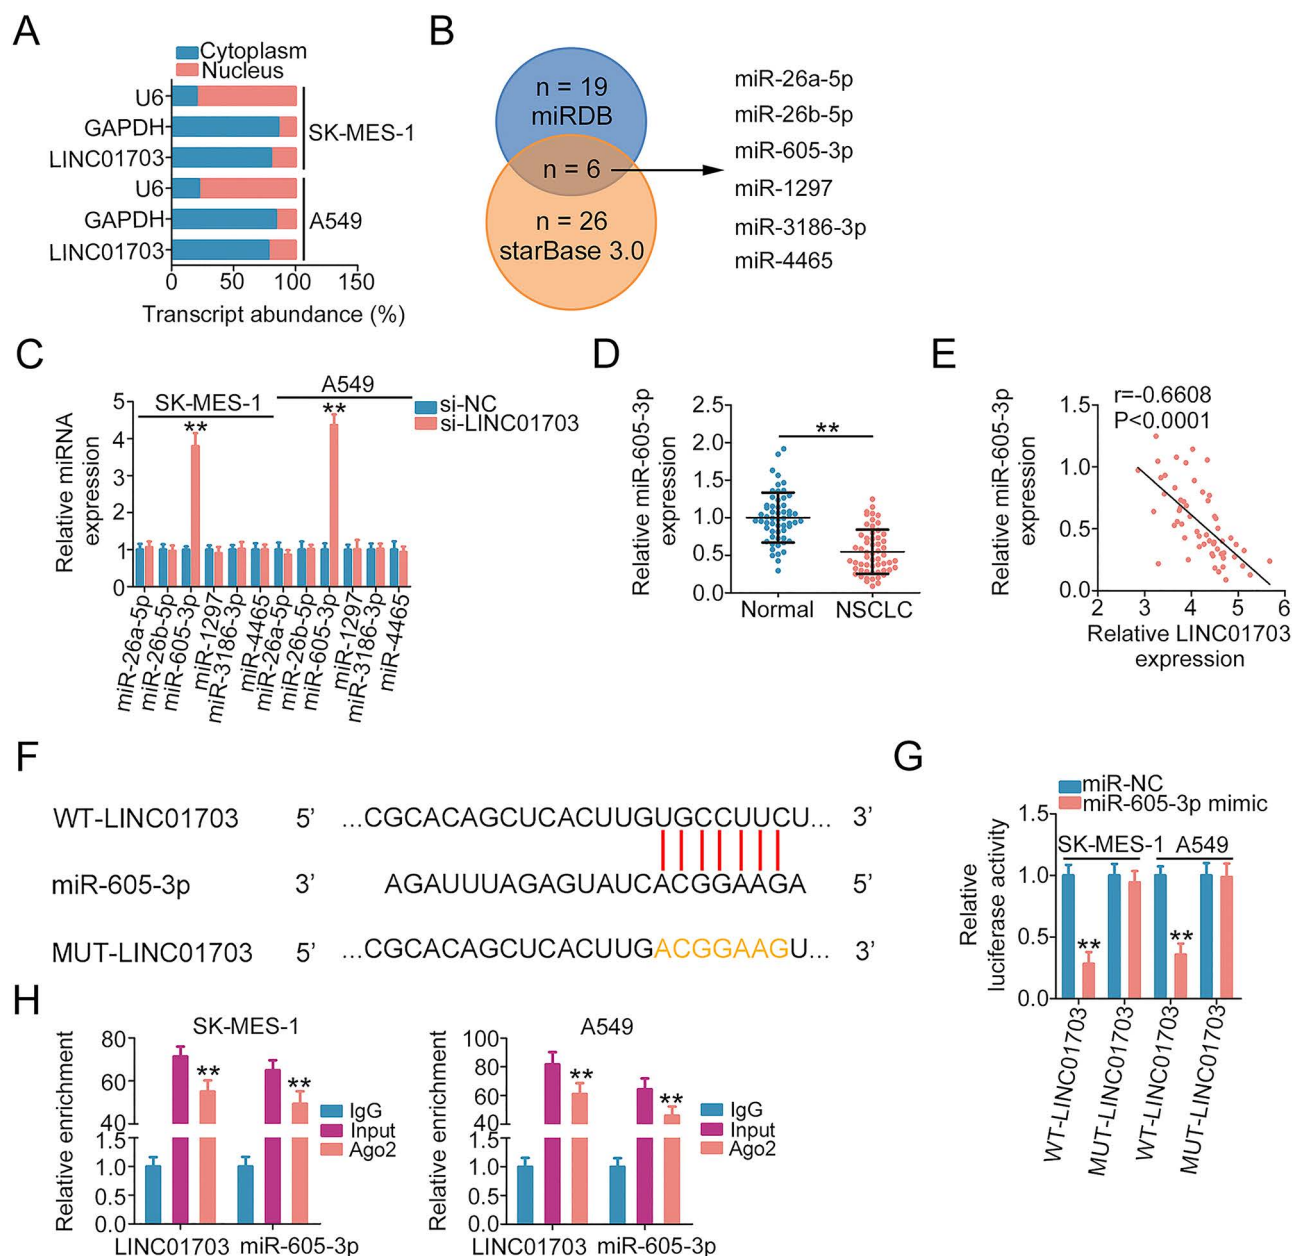 A
Cytoplasm
Nucleus
U6
GAPDH
LINC01703
SK-MES-1
U6
GAPDH
LINC01703
A549
0 50 100 150
Transcript abundance (%)
B
n = 19
miRDB
n = 6
n = 26
starBase 3.0
miR-26a-5p
miR-26b-5p
miR-605-3p
miR-1297
miR-3186-3p
miR-4465
C
Relative miRNA
expression
5
4
3
2
1
0
SK-MES-1
A549
**
**
si-NC
si-LINC01703
miR-26a-5p
miR-26b-5p
miR-605-3p
miR-1297
miR-3186-3p
miR-4465
miR-26a-5p
miR-26b-5p
miR-605-3p
miR-1297
miR-3186-3p
miR-4465
D
Relative miR-605-3p
expression
2.5
2.0
1.5
1.0
0.5
0.0
**
Normal NSCLC
E
Relative miR-605-3p
expression
r=-0.6608
P<0.0001
1.5
1.0
0.5
0.0
2 3 4 5 6
Relative LINC01703
expression
F
WT-LINC01703 5’ ...CGCACAGCUCACUUGUGCCUUCU... 3’
miR-605-3p 3’ AGAUUUAGAGUAUCACGGAAGA 5’
MUT-LINC01703 5’ ...CGCACAGCUCACUUGACGGAAGU... 3’
G
miR-NC
miR-605-3p mimic
Relative
luciferase activity
1.5
1.0
0.5
0.0
SK-MES-1 A549
**
**
WT-LINC01703
MUT-LINC01703
WT-LINC01703
MUT-LINC01703
H
SK-MES-1
Relative enrichment
80
60
40
1.5
1.0
0.5
0.0
**
**
LINC01703 miR-605-3p
IgG
Input
Ago2
A549
Relative enrichment
100
80
60
40
1.5
1.0
0.5
0.0
**
**
LINC01703 miR-605-3p
IgG
Input
Ago2